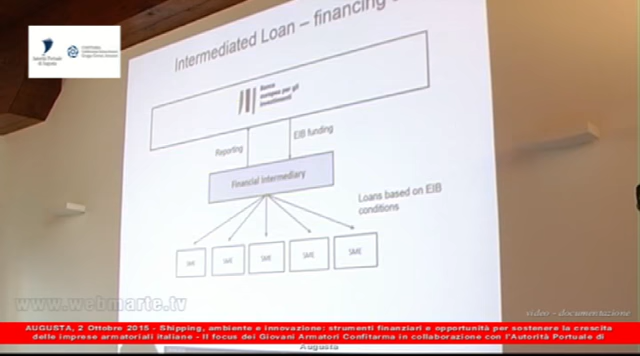 Intermediated Loan – financing
Banca
europea per gli
investimenti
Reporting
EIB funding
Financial Intermediary
Loans based on EIB
conditions
SME
SME
SME
SME
SME
www.webmarte.tv
video - documentazione
AUGUSTA, 2 Ottobre 2015 - Shipping, ambiente e innovazione: strumenti finanziari e opportunità per sostenere la crescita
delle imprese armatoriali italiane - Il focus dei Giovani Armatori Confitarma in collaborazione con l'Autorità Portuale di
Augusta